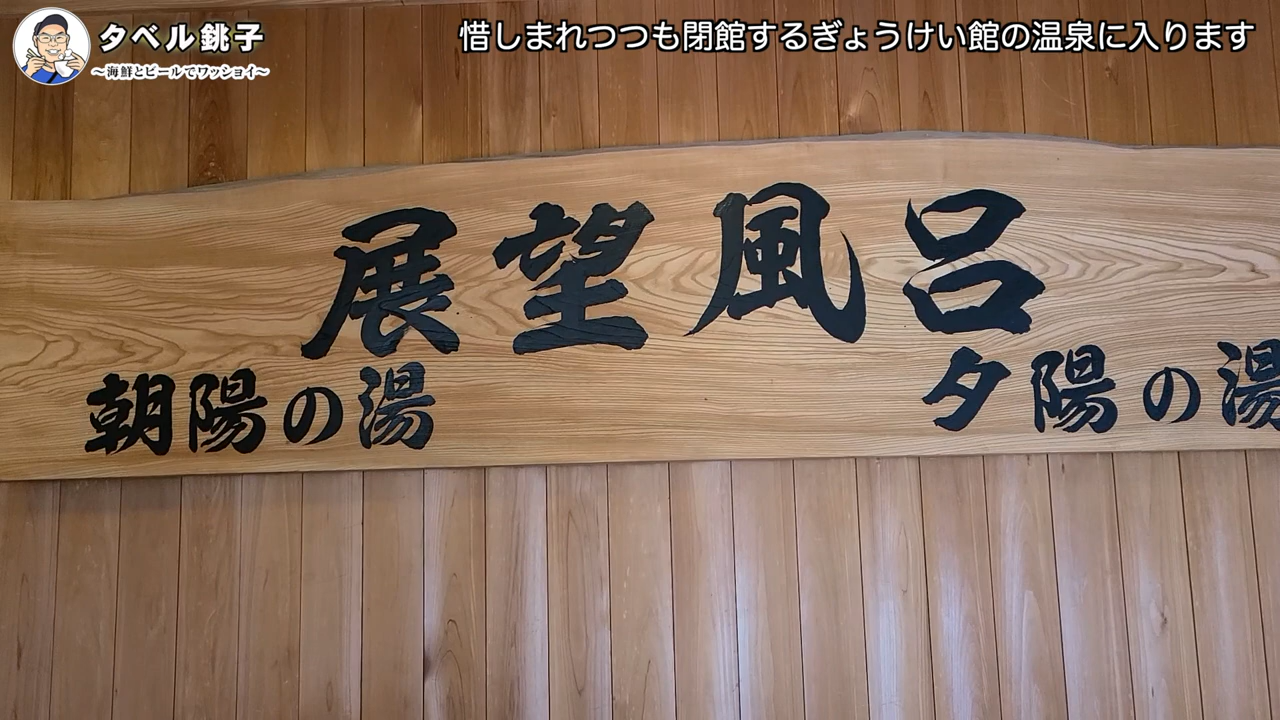 タベル銚子
～海鮮とビールでワッショイ～
惜しまれつつも閉館するぎょうけい館の温泉に入ります
展望風呂
朝陽の湯
夕陽の湯